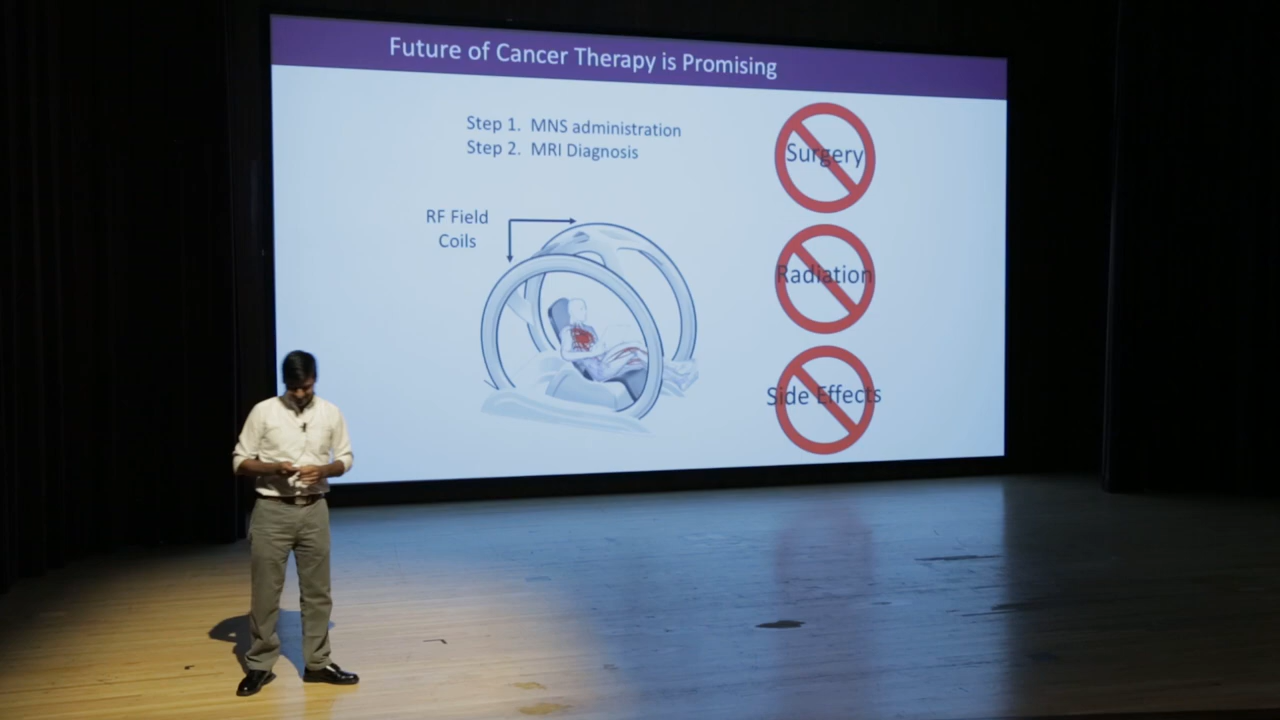 Future of Cancer Therapy is Promising
Step 1. MNS administration
Step 2. MRI Diagnosis
RF Field
Coils
Surgery
Radiation
Side Effects